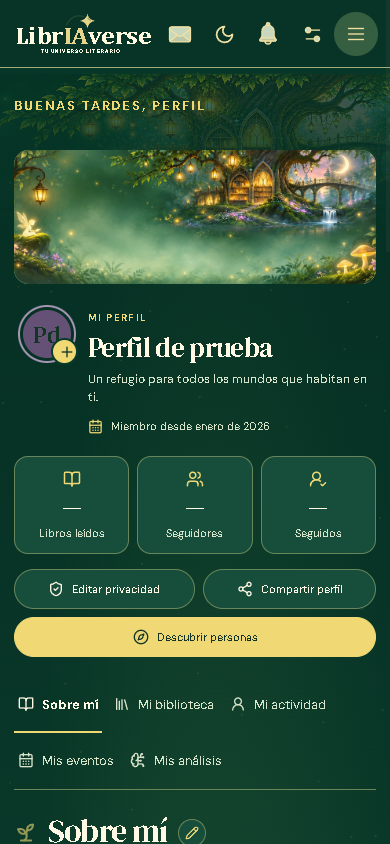 LibrIAverse
TU UNIVERSO LITERARIO
BUENAS TARDES, PERFIL
Pd
MI PERFIL
Perfil de prueba
Un refugio para todos los mundos que habitan en
ti.
Miembro desde enero de 2026
— — —
Libros leídos Seguidores Seguidos
Editar privacidad Compartir perfil
Descubrir personas
Sobre mí Mi biblioteca Mi actividad
Mis eventos Mis análisis
Sobre mí